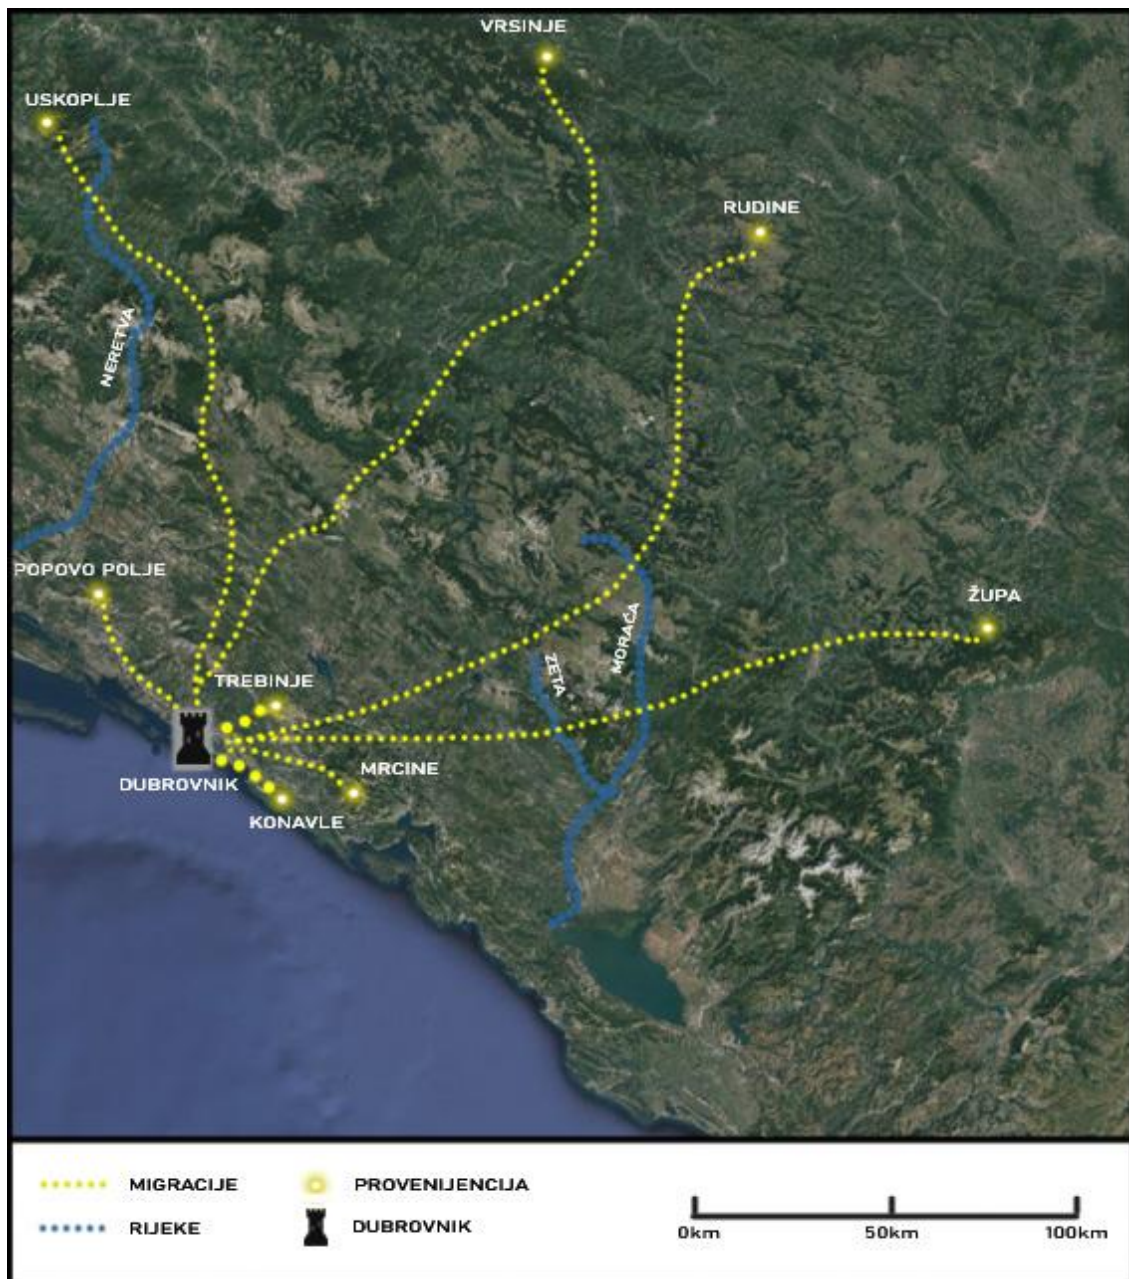 VRSINJE
USKOPLJE
RUDINE
NERETVA
POPOVO POLJE
ŽUPA
MORAČA
ZETA
TREBINJE
MRCINE
DUBROVNIK
KONAVLE
MIGRACIJE
PROVENIJENCIJA
RIJEKE
DUBROVNIK
0km
50km
100km